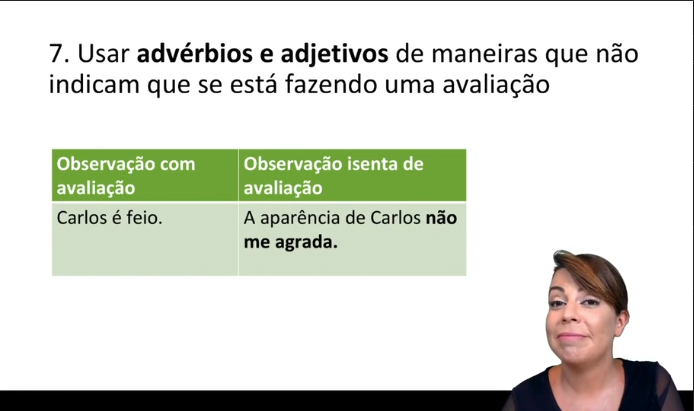 7. Usar advérbios e adjetivos de maneiras que não
indicam que se está fazendo uma avaliação
Observação com
avaliação
Observação isenta de
avaliação
Carlos é feio.
A aparência de Carlos não
me agrada.